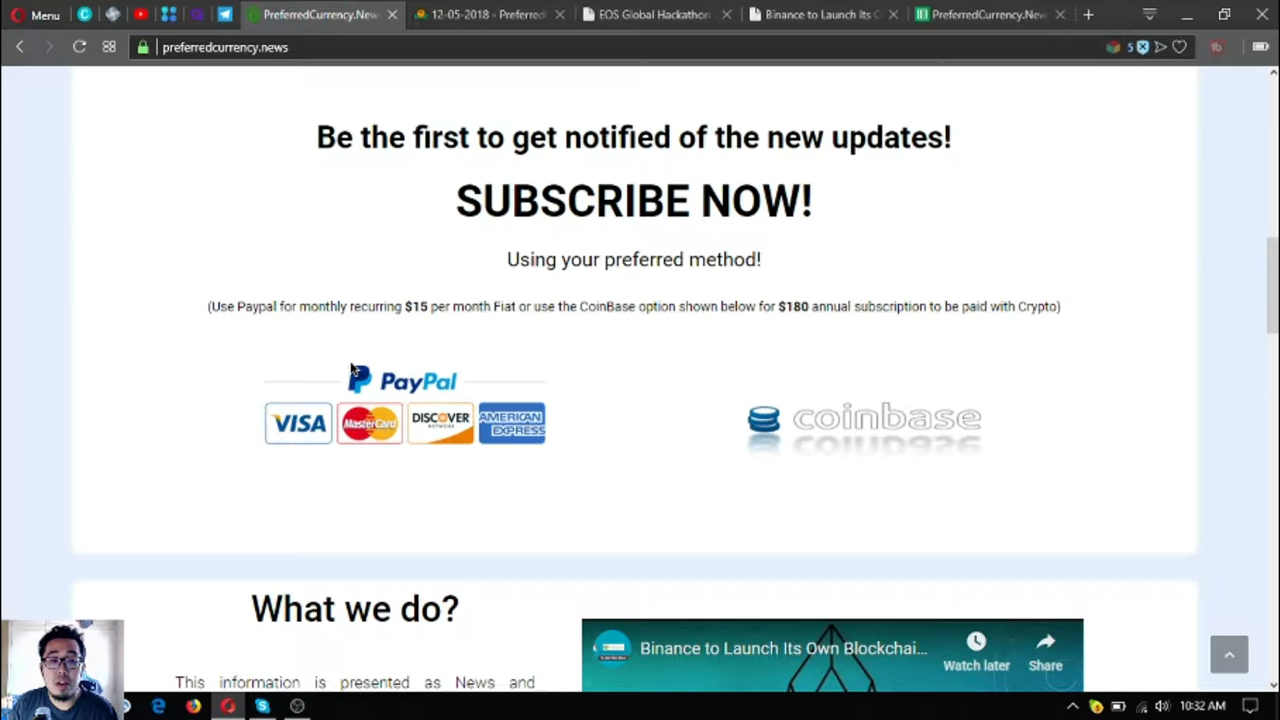 Menu
PreferredCurrency.New
12-05-2018 - Preferred
EOS Global Hackathon
Binance to Launch Its O
PreferredCurrency.Ne
preferredcurrency.news
5
Be the first to get notified of the new updates!
SUBSCRIBE NOW!
Using your preferred method!
(Use Paypal for monthly recurring $15 per month Fiat or use the CoinBase option shown below for $180 annual subscription to be paid with Crypto)
PayPal
VISA
MasterCard
DISCOVER
NETWORK
AMERICAN
EXPRESS
coinbase
What we do?
This information is presented as News and
Binance to Launch Its Own Blockchai...
Watch later
Share
10:32 AM